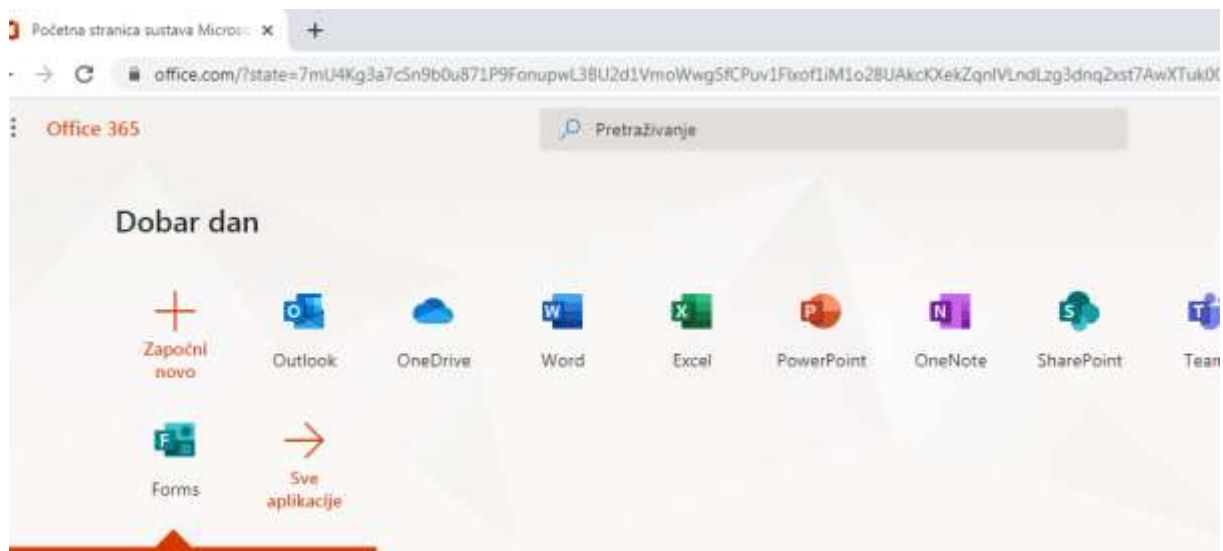 Početna stranica sustava Micros
office.com/?state=
Office 365
Pretraživanje
Dobar dan
Započni
novo
Outlook
OneDrive
Word
Excel
PowerPoint
OneNote
SharePoint
Team
Forms
Sve
aplikacije